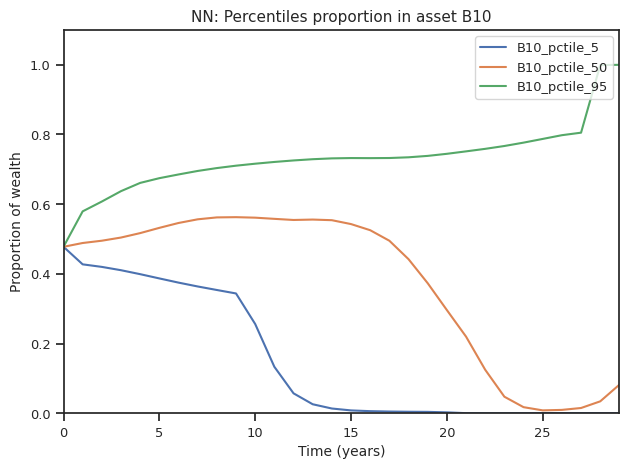 NN: Percentiles proportion in asset B10
B10_pctile_5
B10_pctile_50
B10_pctile_95
Proportion of wealth
1.0
0.8
0.6
0.4
0.2
0.0
0 5 10 15 20 25
Time (years)